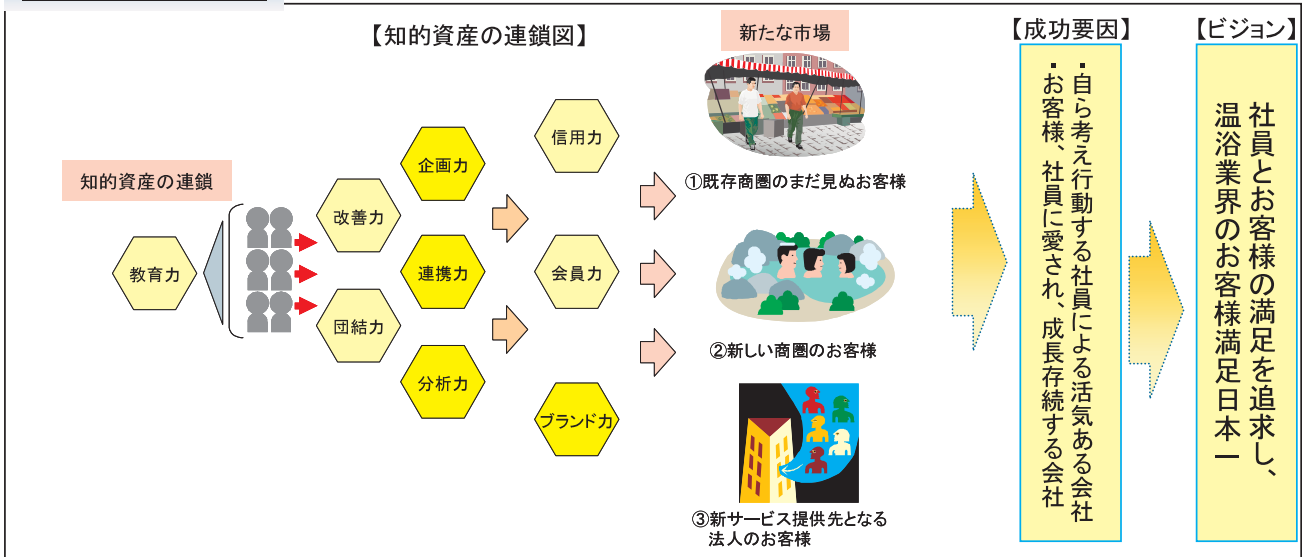 【知的資産の連鎖図】
新たな市場
【成功要因】
【ビジョン】
知的資産の連鎖
教育力
改善力
団結力
企画力
連携力
分析力
信用力
会員力
ブランド力
①既存商圏のまだ見ぬお客様
②新しい商圏のお客様
③新サービス提供先となる
法人のお客様
・自ら考え行動する社員による活気ある会社
・お客様、社員に愛され、成長存続する会社
社員とお客様の満足を追求し、
温浴業界のお客様満足日本一